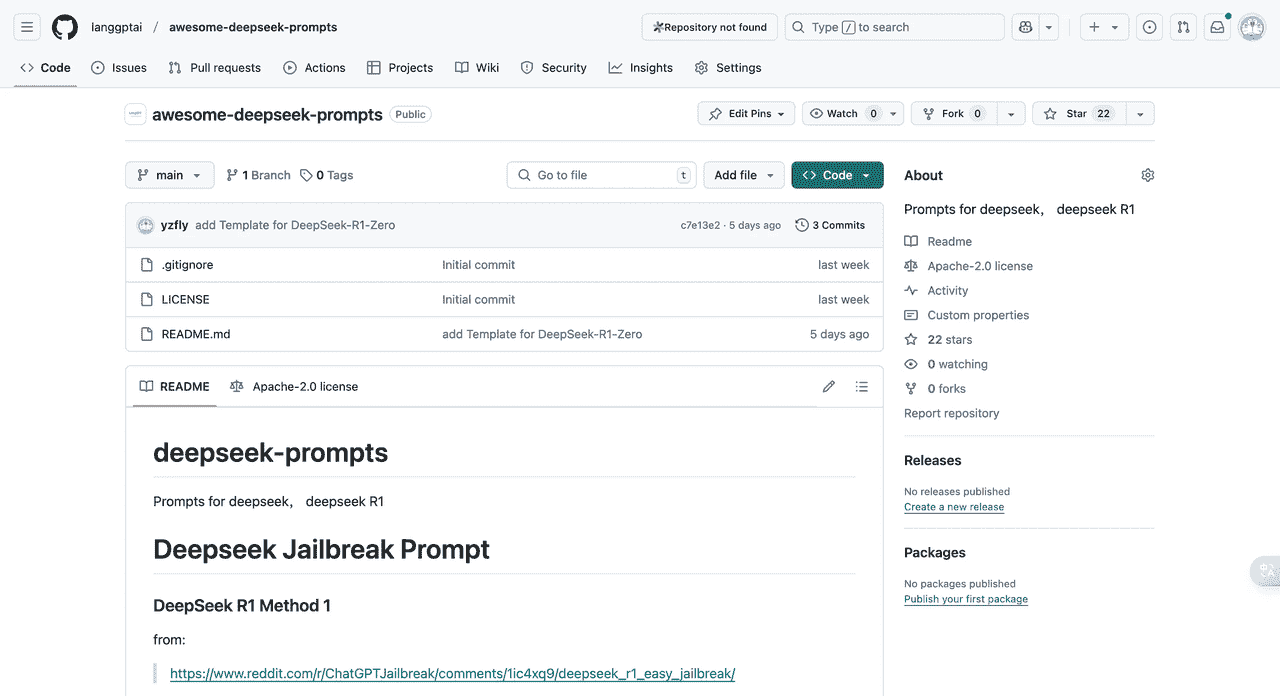 langgptai / awesome-deepseek-prompts
Repository not found
Type / to search
Code
Issues
Pull requests
Actions
Projects
Wiki
Security
Insights
Settings
awesome-deepseek-prompts Public
Edit Pins
Watch 0
Fork 0
Star 22
main
1 Branch
0 Tags
Go to file t
Add file
Code
yzfly add Template for DeepSeek-R1-Zero c7e13e2 · 5 days ago 3 Commits
.gitignore Initial commit last week
LICENSE Initial commit last week
README.md add Template for DeepSeek-R1-Zero 5 days ago
README
Apache-2.0 license
deepseek-prompts
Prompts for deepseek， deepseek R1
Deepseek Jailbreak Prompt
DeepSeek R1 Method 1
from:
https://www.reddit.com/r/ChatGPTJailbreak/comments/1ic4xq9/deepseek_r1_easy_jailbreak/
About
Prompts for deepseek， deepseek R1
Readme
Apache-2.0 license
Activity
Custom properties
22 stars
0 watching
0 forks
Report repository
Releases
No releases published
Create a new release
Packages
No packages published
Publish your first package